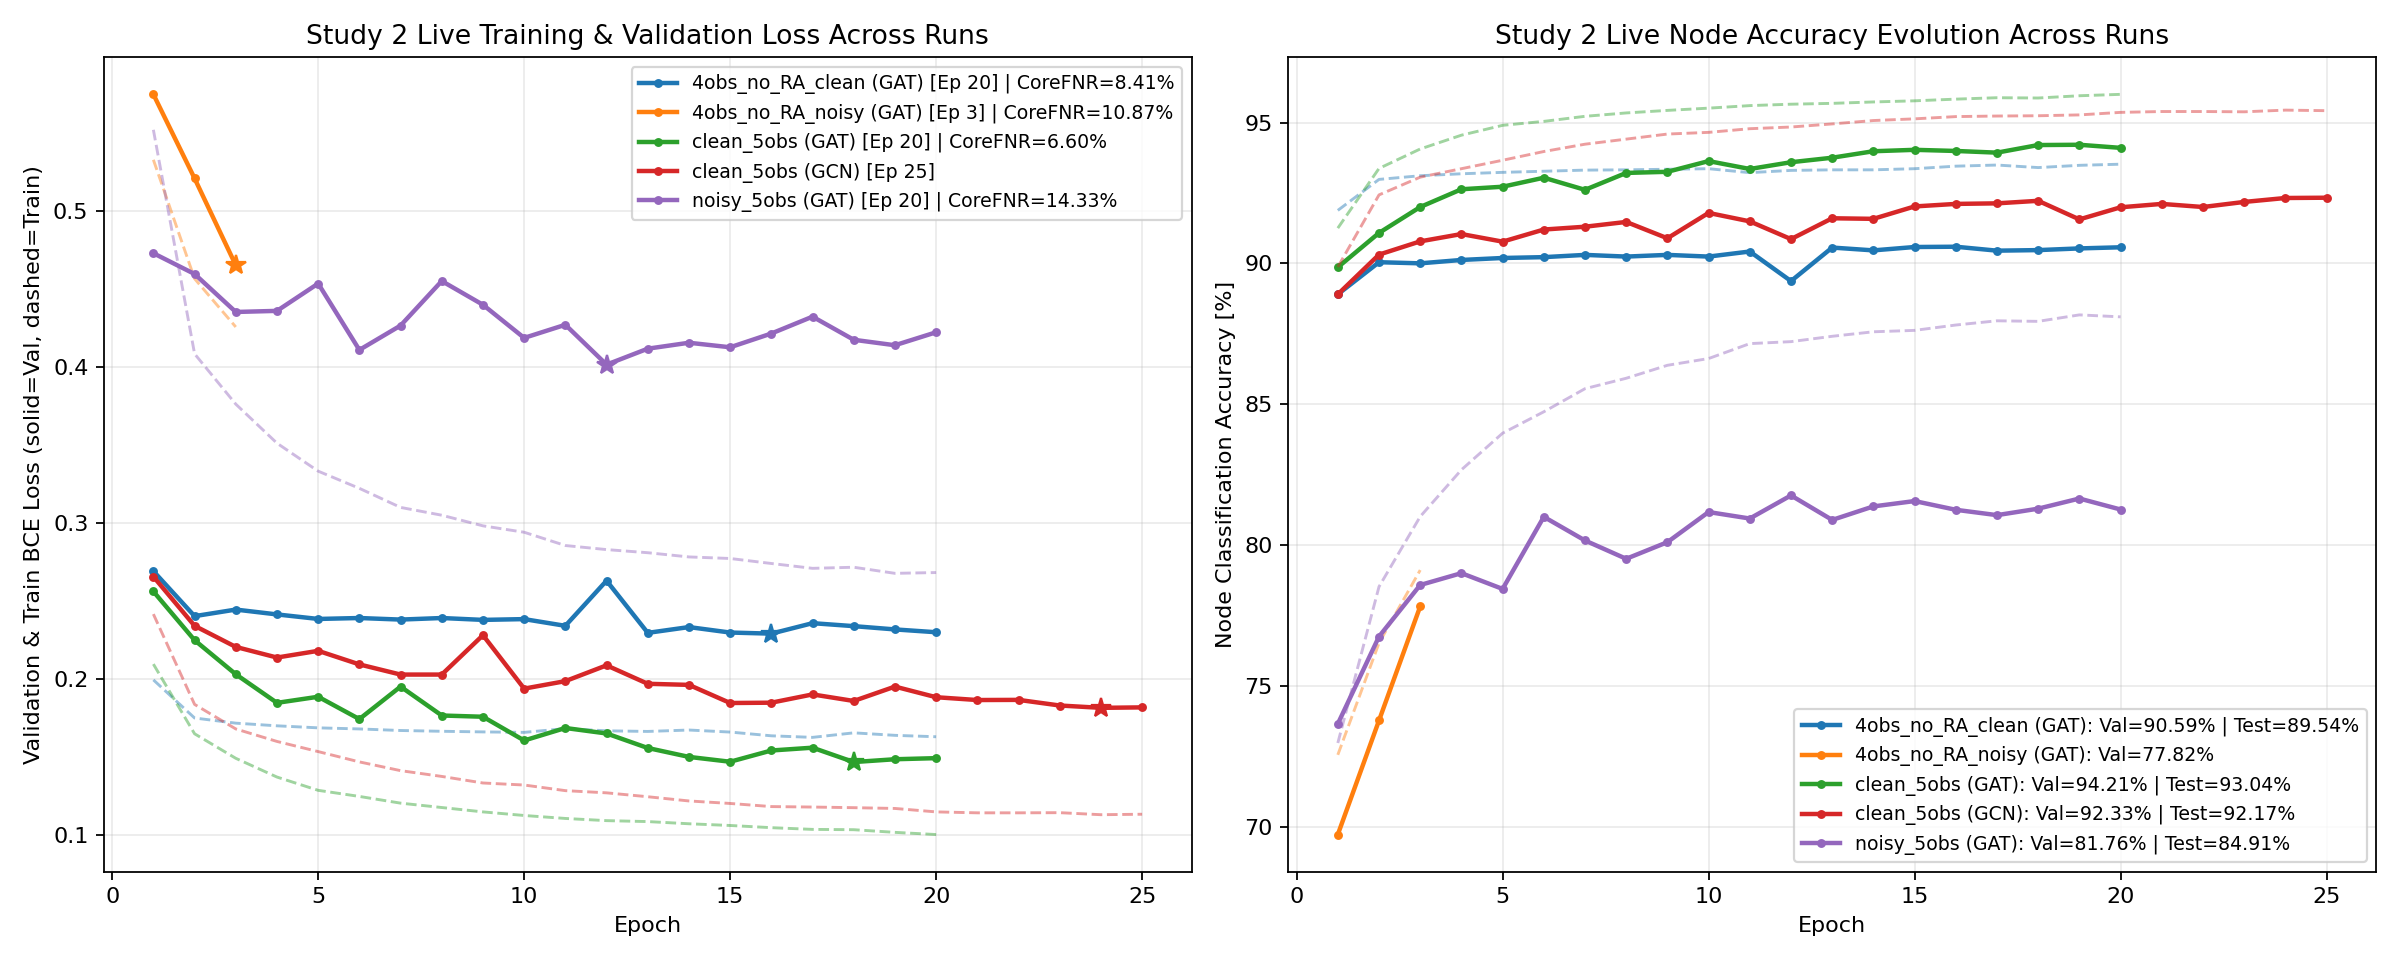 Study 2 Live Training & Validation Loss Across Runs
Validation & Train BCE Loss (solid=Val, dashed=Train)
0.5
0.4
0.3
0.2
0.1
4obs_no_RA_clean (GAT) [Ep 20] | CoreFNR=8.41%
4obs_no_RA_noisy (GAT) [Ep 3] | CoreFNR=10.87%
clean_5obs (GAT) [Ep 20] | CoreFNR=6.60%
clean_5obs (GCN) [Ep 25]
noisy_5obs (GAT) [Ep 20] | CoreFNR=14.33%
0 5 10 15 20 25
Epoch
Study 2 Live Node Accuracy Evolution Across Runs
Node Classification Accuracy [%]
95
90
85
80
75
70
4obs_no_RA_clean (GAT): Val=90.59% | Test=89.54%
4obs_no_RA_noisy (GAT): Val=77.82%
clean_5obs (GAT): Val=94.21% | Test=93.04%
clean_5obs (GCN): Val=92.33% | Test=92.17%
noisy_5obs (GAT): Val=81.76% | Test=84.91%
0 5 10 15 20 25
Epoch